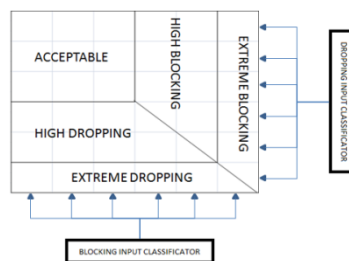 ACCEPTABLE
HIGH BLOCKING
EXTREME BLOCKING
HIGH DROPPING
EXTREME DROPPING
DROPPING INPUT CLASSIFICATOR
BLOCKING INPUT CLASSIFICATOR